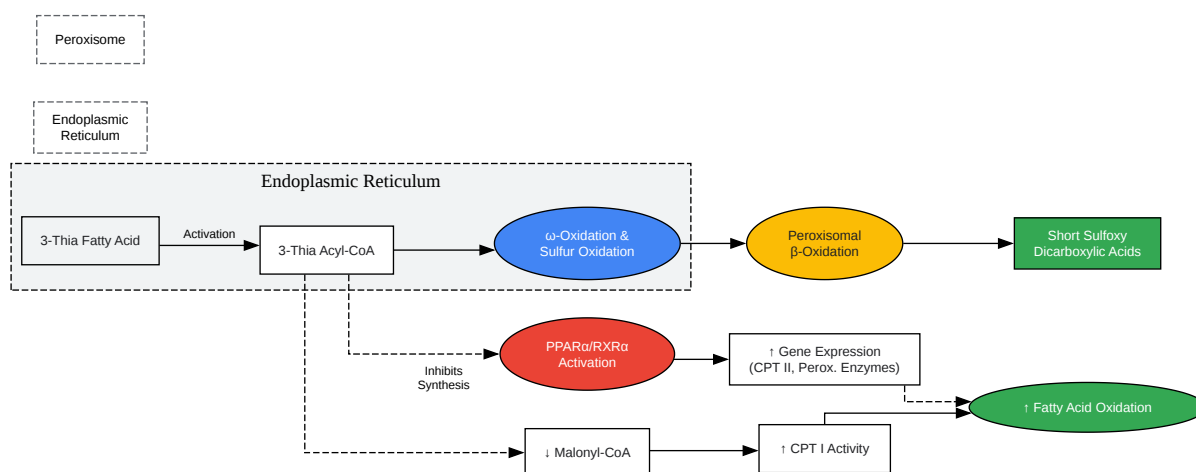 Peroxisome
Endoplasmic
Reticulum
Endoplasmic Reticulum
3-Thia Fatty Acid
Activation
3-Thia Acyl-CoA
ω-Oxidation &
Sulfur Oxidation
Peroxisomal
β-Oxidation
Short Sulfoxy
Dicarboxylic Acids
Inhibits
Synthesis
PPARα/RXRα
Activation
↑ Gene Expression
(CPT II, Perox. Enzymes)
↑ Fatty Acid Oxidation
↓ Malonyl-CoA
↑ CPT I Activity